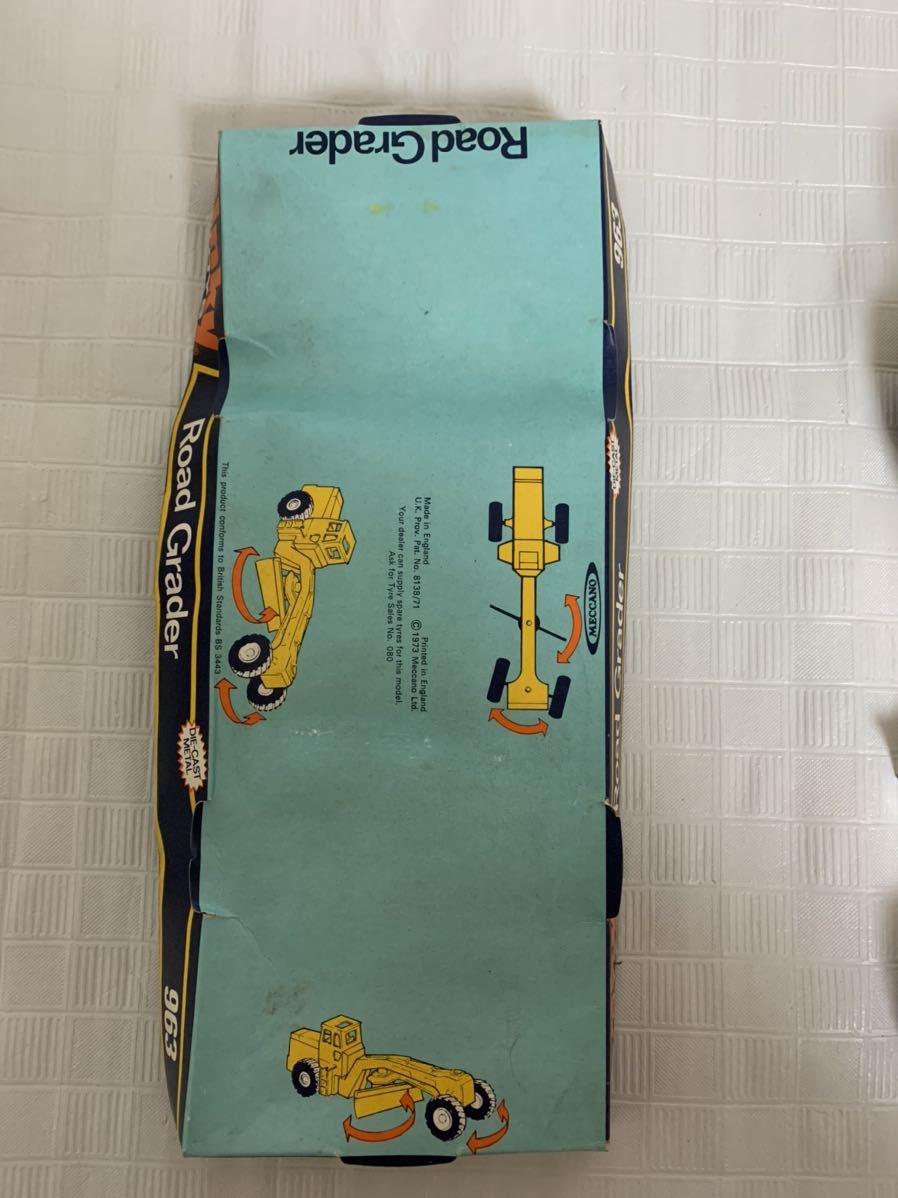 Road Grader
963
Road Grader
DIE-CAST
METAL
963
This product conforms to British Standards BS 3443
Made in England Printed in England
U.K. Prov. Pat. No. 8138/71 © 1973 Meccano Ltd.
Your dealer can supply spare tyres for this model.
Ask for Tyre Sales No. 080
MECCANO
Road Grader